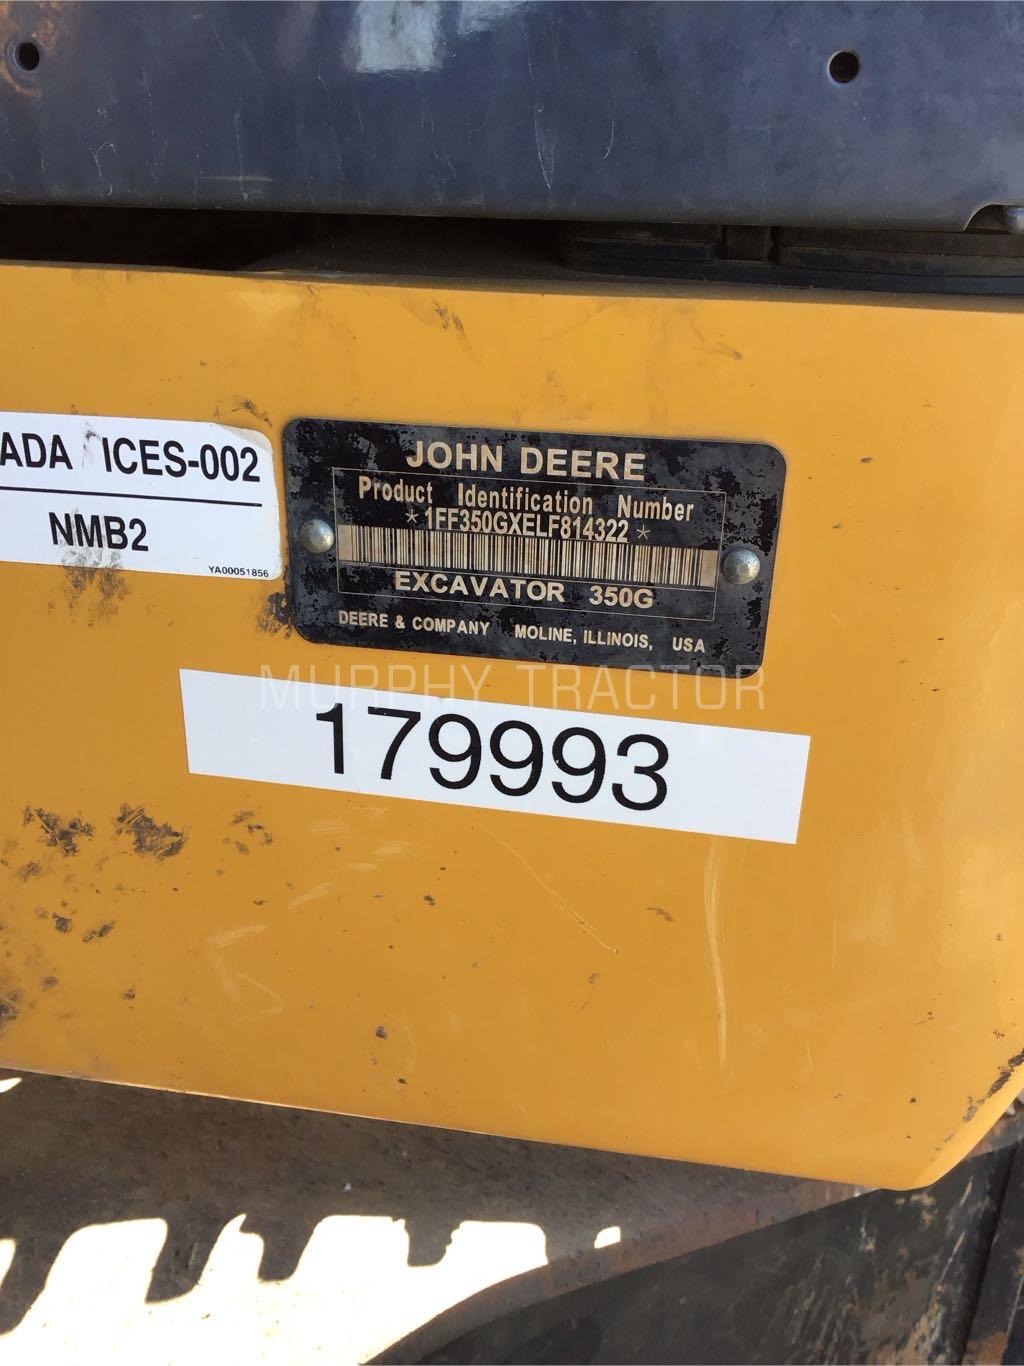 ADA ICES-002
NMB2
YA00051856
JOHN DEERE
Product Identification Number
*1FF350GXELF814322*
EXCAVATOR 350G
DEERE & COMPANY MOLINE, ILLINOIS, USA
MURPHY TRACTOR
179993